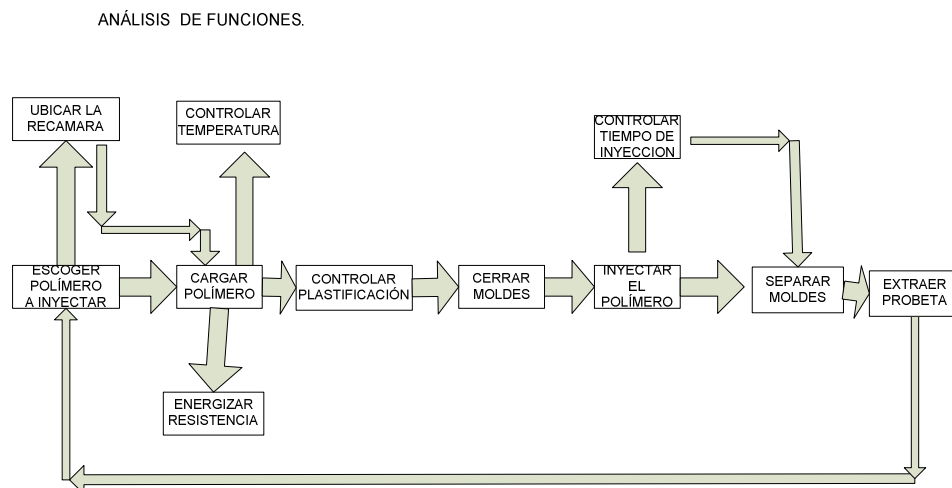 ANÁLISIS DE FUNCIONES.
UBICAR LA
RECAMARA
CONTROLAR
TEMPERATURA
CONTROLAR
TIEMPO DE
INYECCION
ESCOGER
POLÍMERO
A INYECTAR
CARGAR
POLÍMERO
CONTROLAR
PLASTIFICACIÓN
CERRAR
MOLDES
INYECTAR
EL
POLÍMERO
SEPARAR
MOLDES
EXTRAER
PROBETA
ENERGIZAR
RESISTENCIA